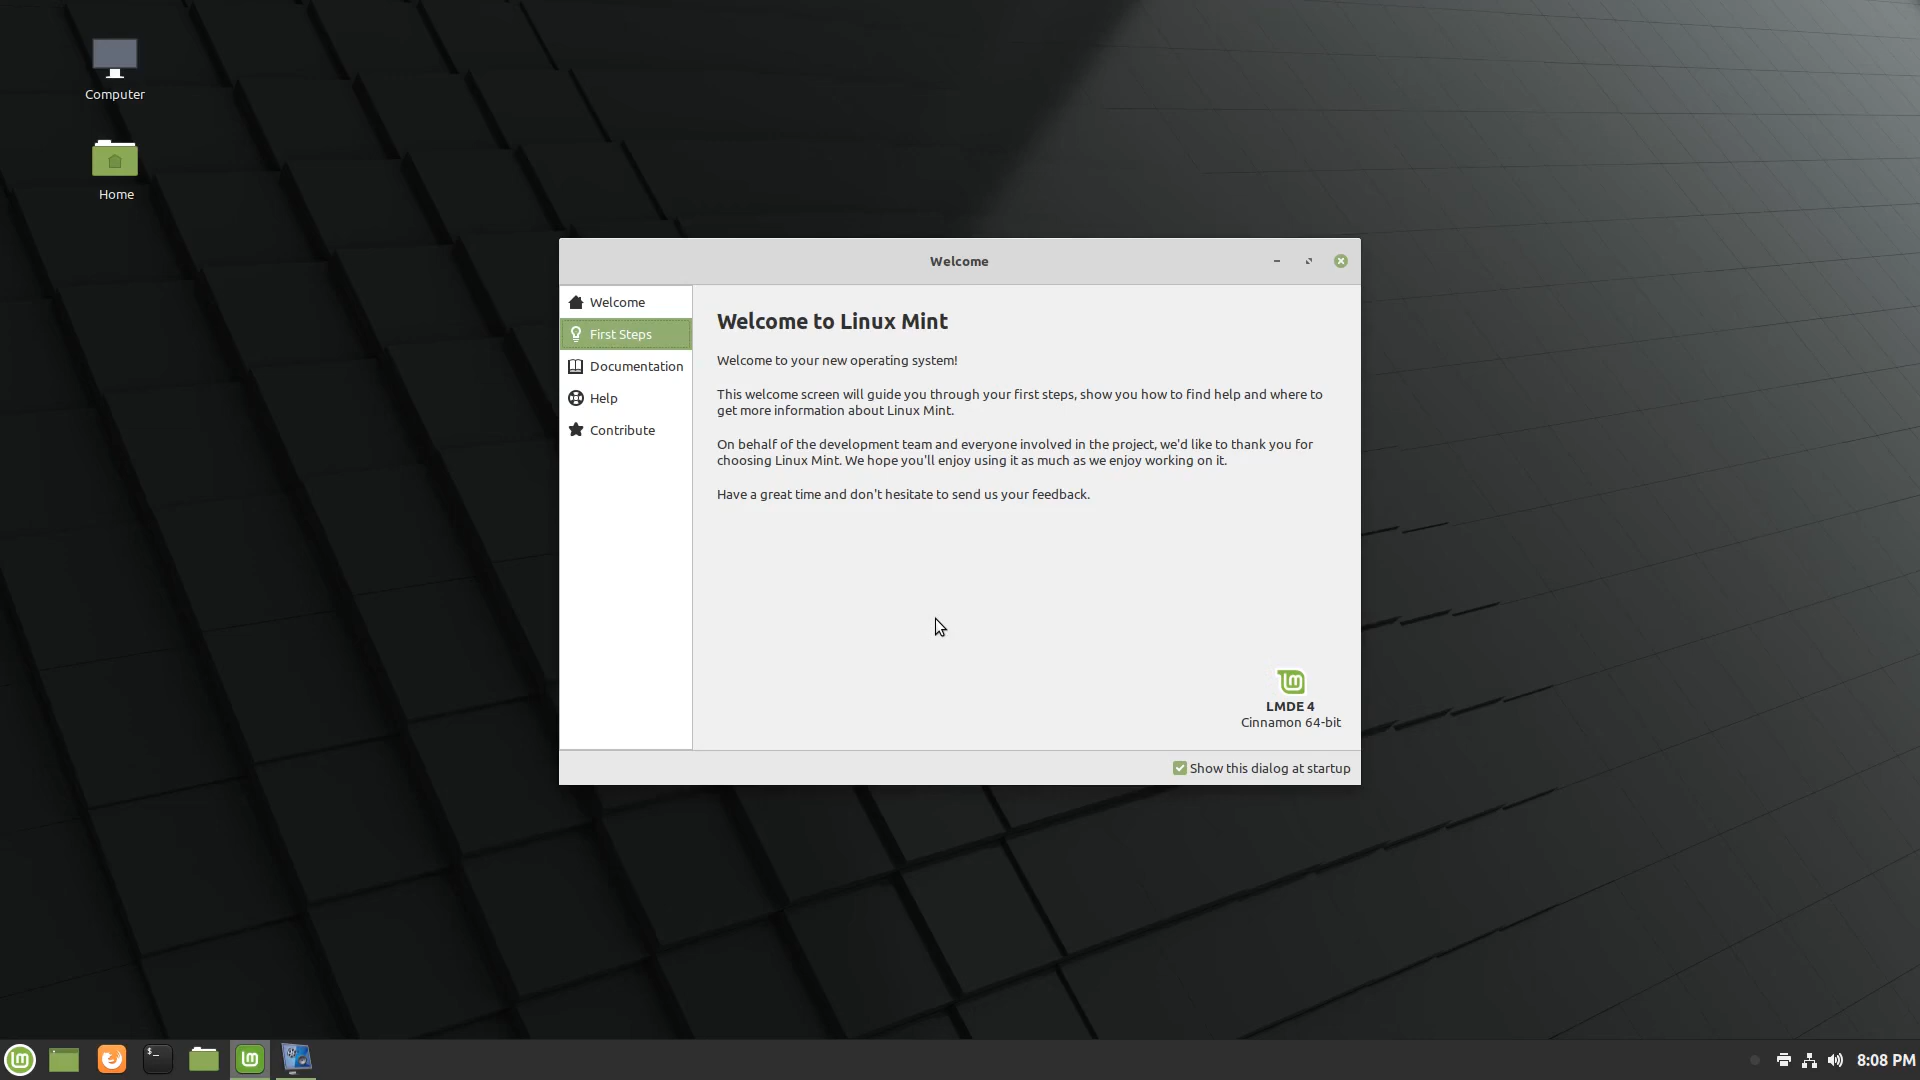 Computer
Home
Welcome
Welcome
First Steps
Documentation
Help
Contribute
Welcome to Linux Mint
Welcome to your new operating system!
This welcome screen will guide you through your first steps, show you how to find help and where to
get more information about Linux Mint.
On behalf of the development team and everyone involved in the project, we'd like to thank you for
choosing Linux Mint. We hope you'll enjoy using it as much as we enjoy working on it.
Have a great time and don't hesitate to send us your feedback.
LMDE 4
Cinnamon 64-bit
Show this dialog at startup
8:08 PM